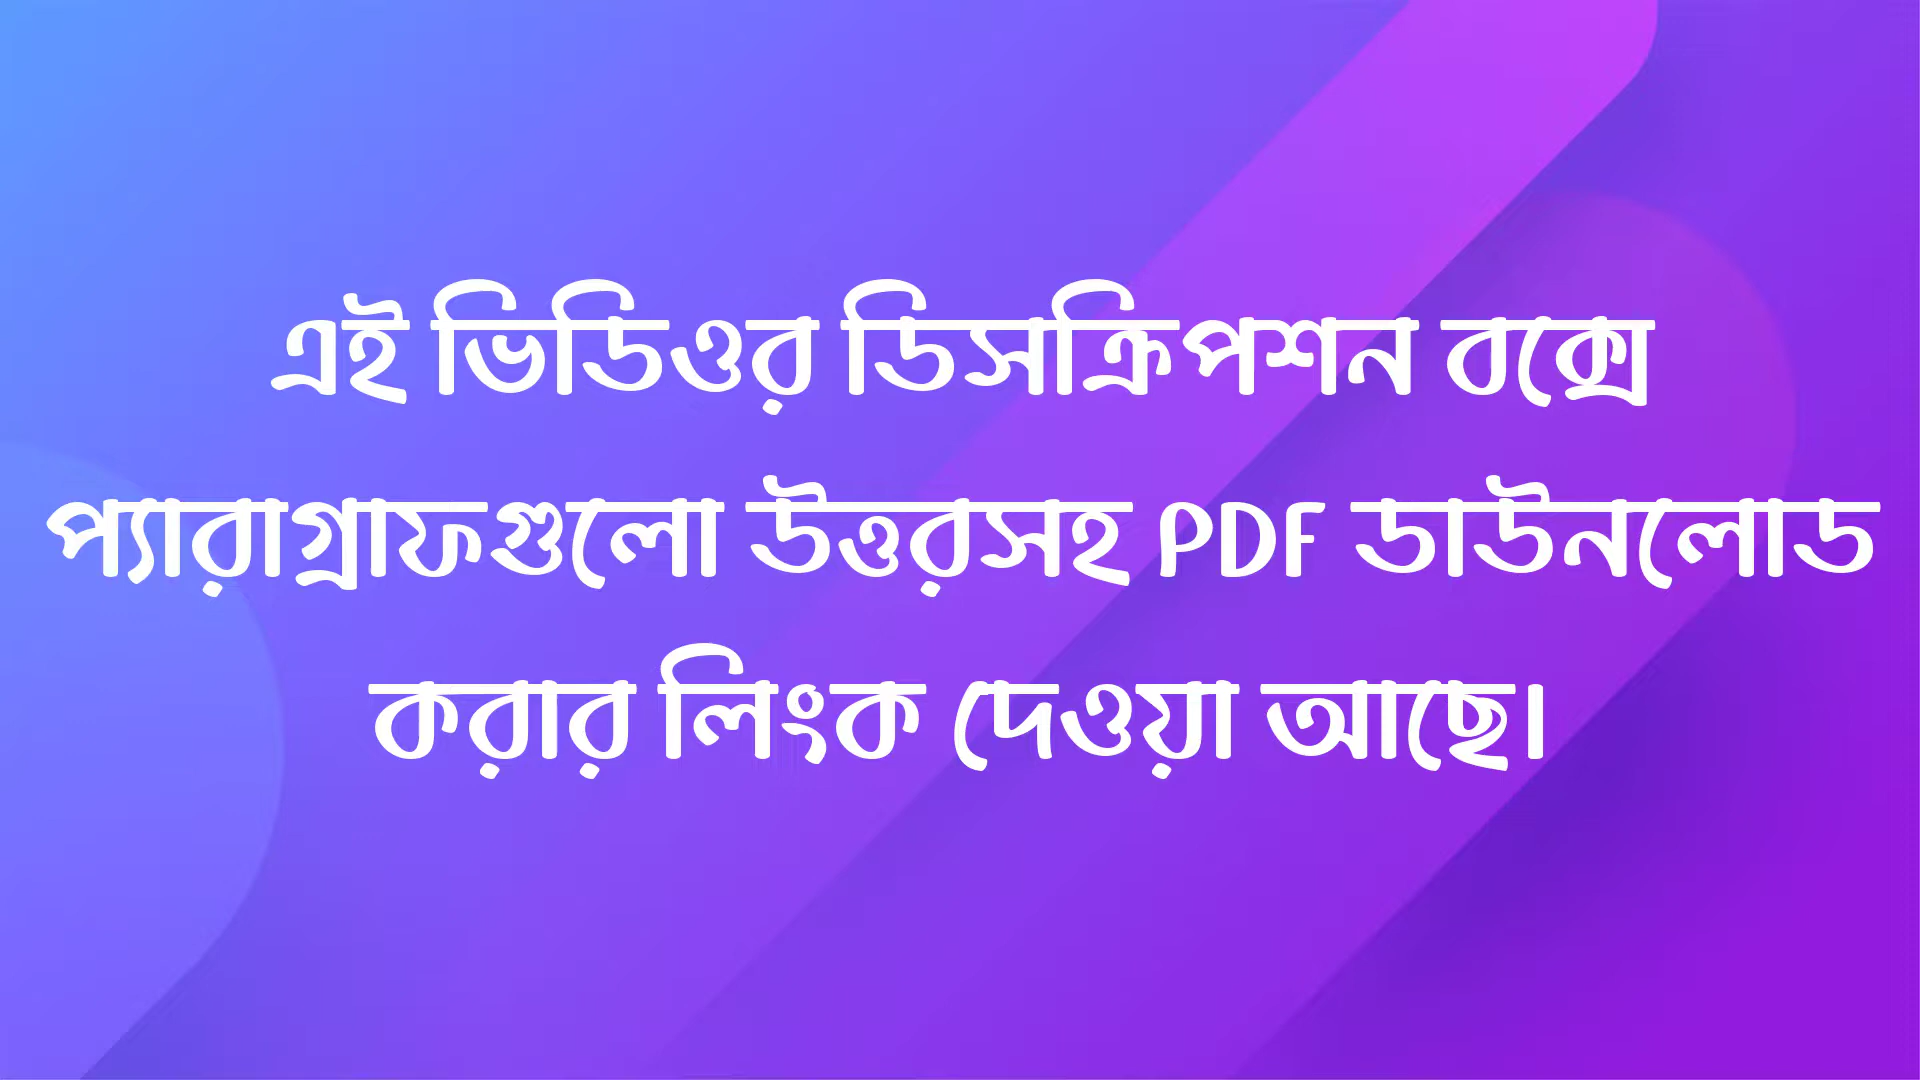 এই ভিডিওর ডিসক্রিপশন বক্সে
প্যারাগ্রাফগুলো উত্তরসহ PDF ডাউনলোড
করার লিংক দেওয়া আছে।